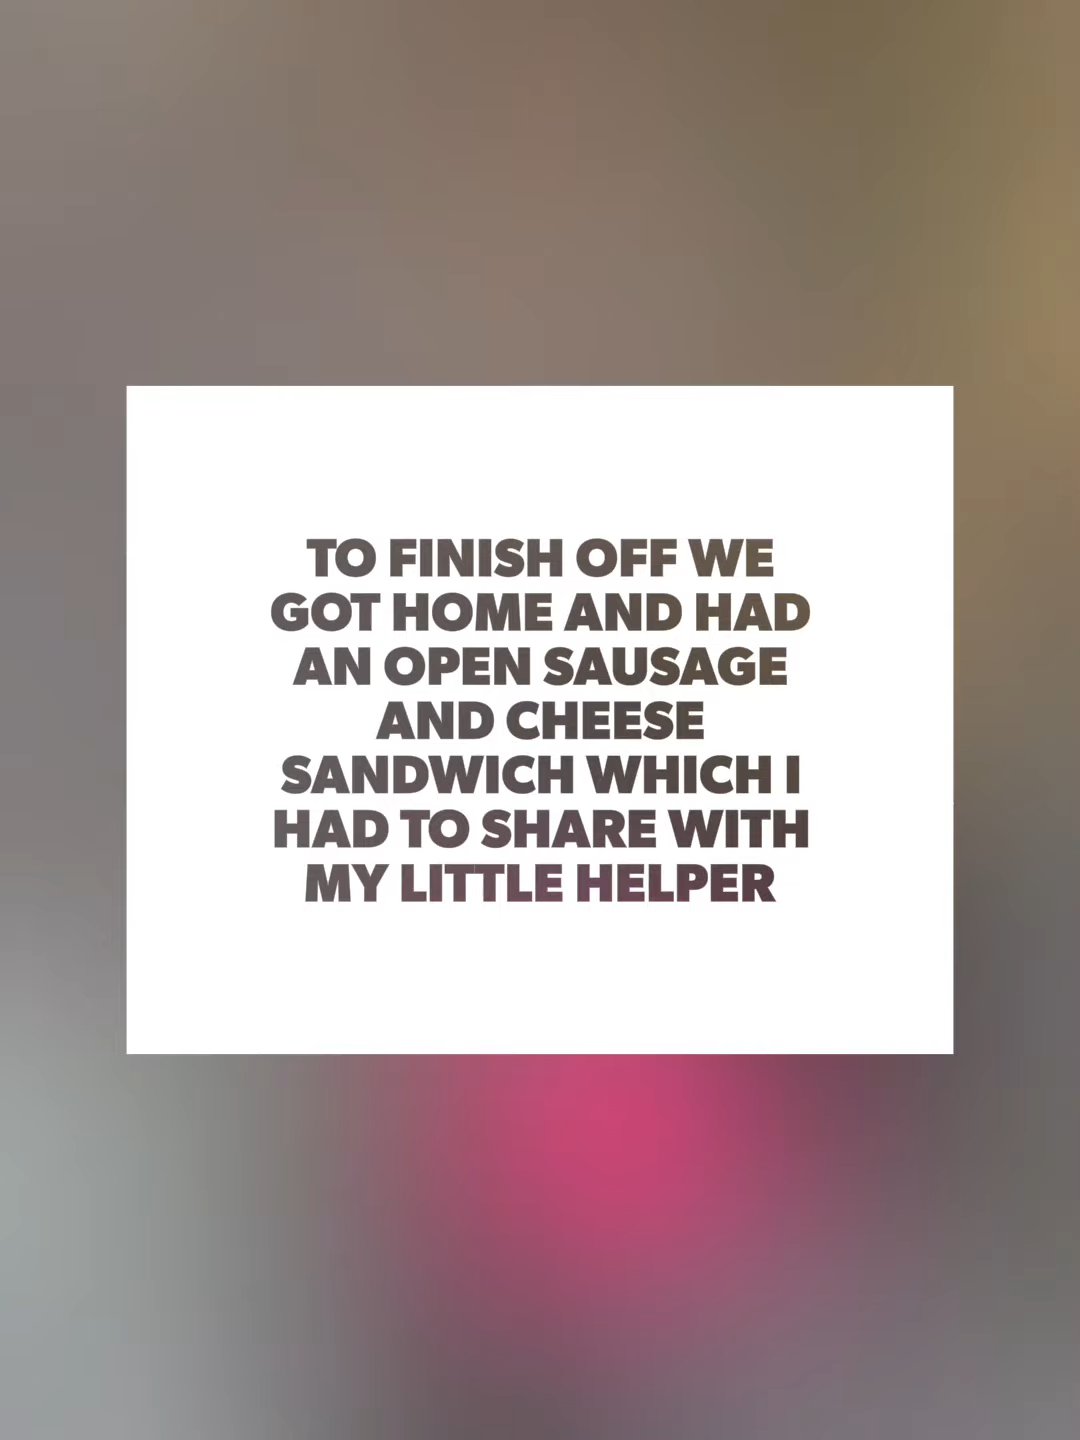 TO FINISH OFF WE
GOT HOME AND HAD
AN OPEN SAUSAGE
AND CHEESE
SANDWICH WHICH I
HAD TO SHARE WITH
MY LITTLE HELPER